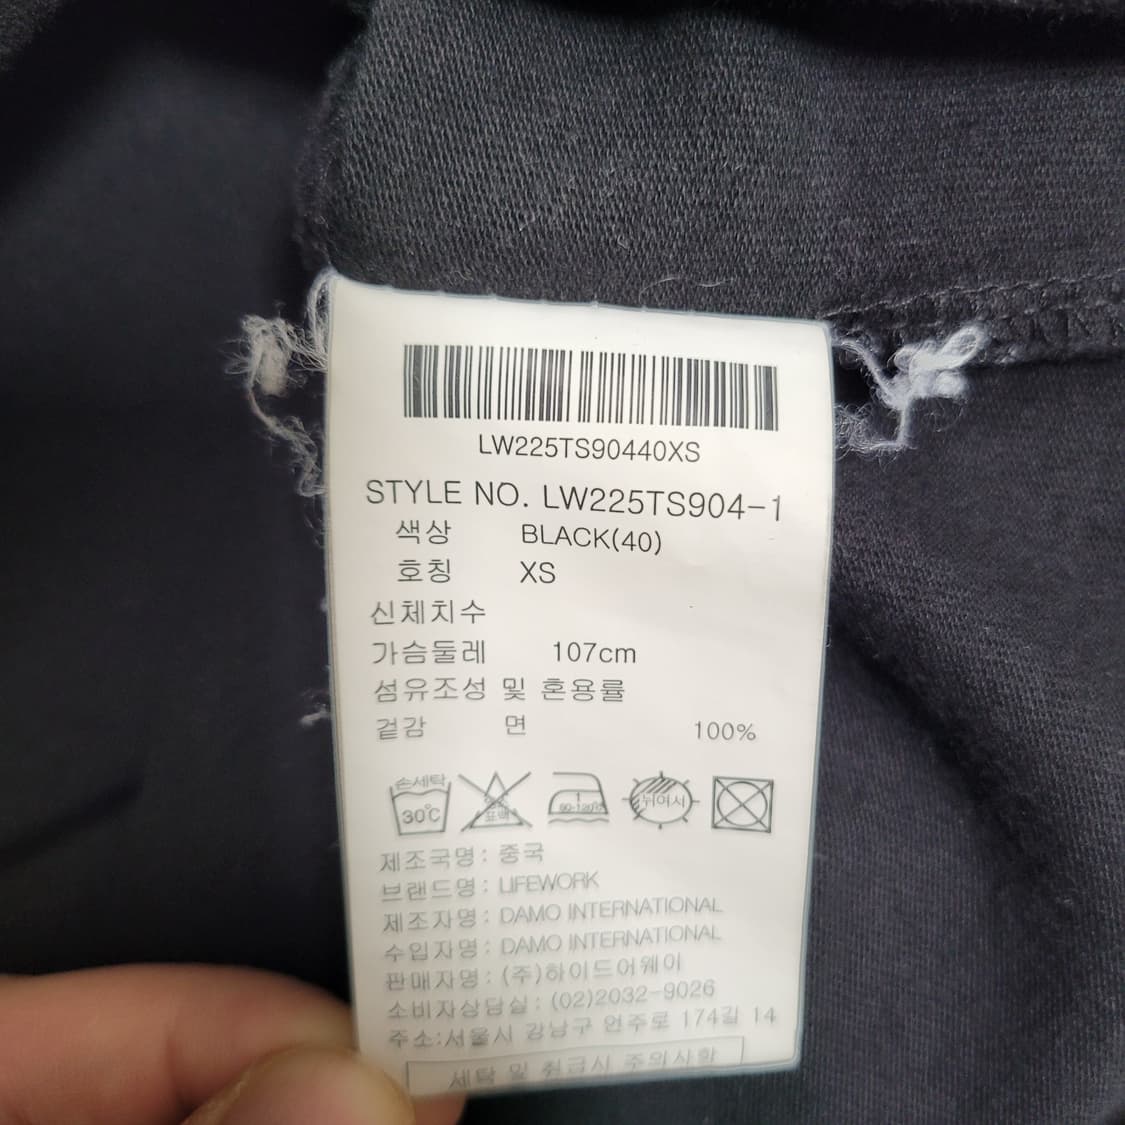 LW225TS90440XS
STYLE NO. LW225TS904-1
색상 BLACK(40)
호칭 XS
신체치수
가슴둘레 107cm
섬유조성 및 혼용률
겉감 면 100%
손세탁
30℃
표백
뉘여서
제조국명 : 중국
브랜드명 : LIFEWORK
제조자명 : DAMO INTERNATIONAL
수입자명 : DAMO INTERNATIONAL
판매자명 : (주)하이드어웨이
소비자상담실 : (02)2032-9026
주소:서울시 강남구 언주로 174길 14
세탁 및 취급시 주의사항